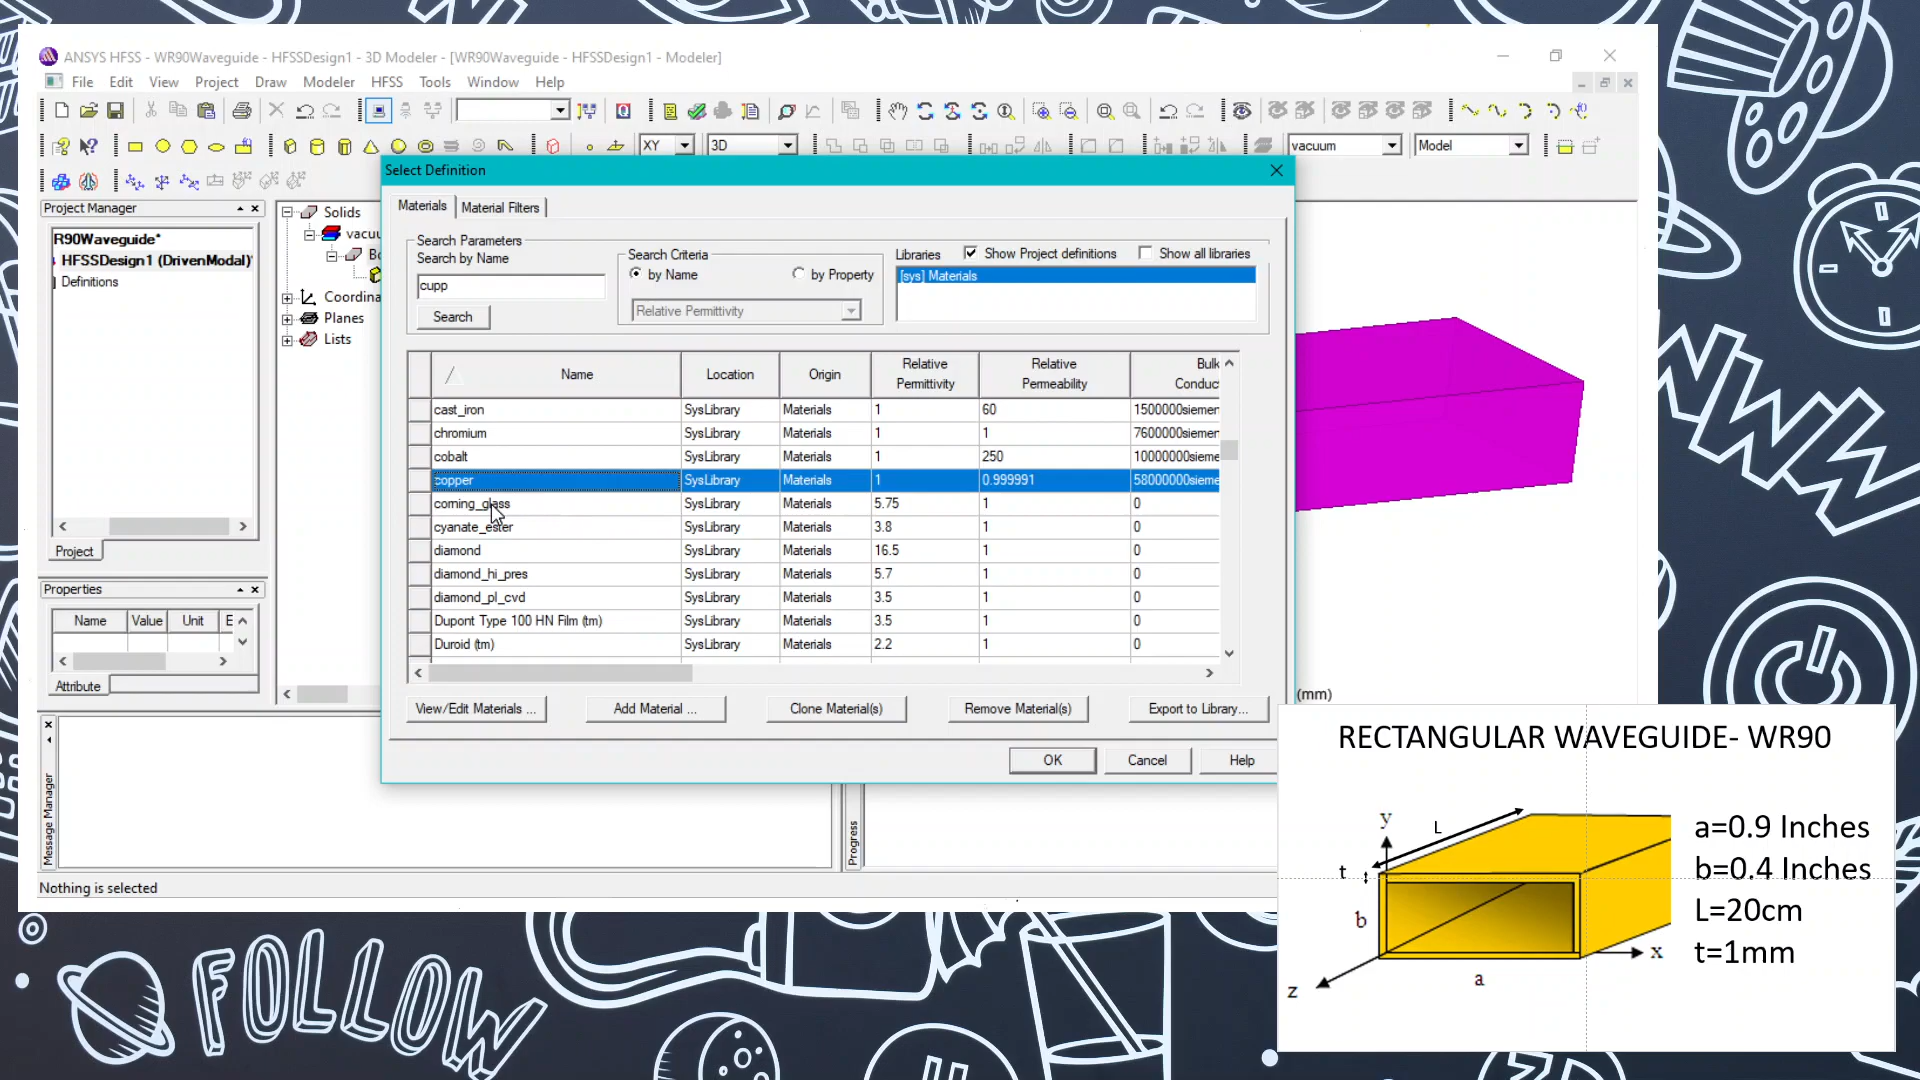 ANSYS HFSS - WR90Waveguide - HFSSDesign1 - 3D Modeler - [WR90Waveguide - HFSSDesign1 - Modeler]
File Edit View Project Draw Modeler HFSS Tools Window Help
XY 3D vacuum Model
Select Definition
Project Manager
R90Waveguide*
HFSSDesign1 (DrivenModal)*
Definitions
Project
Properties
Name Value Unit E
Attribute
Solids
vacuu
Bo
Coordina
Planes
Lists
Materials Material Filters
Search Parameters
Search by Name
cupp
Search
Search Criteria
by Name by Property
Relative Permittivity
Libraries Show Project definitions Show all libraries
[sys] Materials
/ Name Location Origin Relative Permittivity Relative Permeability Bulk Conduct
cast_iron SysLibrary Materials 1 60 1500000siemen
chromium SysLibrary Materials 1 1 7600000siemen
cobalt SysLibrary Materials 1 250 10000000sieme
copper SysLibrary Materials 1 0.999991 58000000sieme
corning_glass SysLibrary Materials 5.75 1 0
cyanate_ester SysLibrary Materials 3.8 1 0
diamond SysLibrary Materials 16.5 1 0
diamond_hi_pres SysLibrary Materials 5.7 1 0
diamond_pl_cvd SysLibrary Materials 3.5 1 0
Dupont Type 100 HN Film (tm) SysLibrary Materials 3.5 1 0
Duroid (tm) SysLibrary Materials 2.2 1 0
View/Edit Materials ... Add Material ... Clone Material(s) Remove Material(s) Export to Library...
OK Cancel Help
(mm)
Message Manager
Progress
Nothing is selected
RECTANGULAR WAVEGUIDE- WR90
y
L
t
b
a
x
z
a=0.9 Inches
b=0.4 Inches
L=20cm
t=1mm
FOLLOW